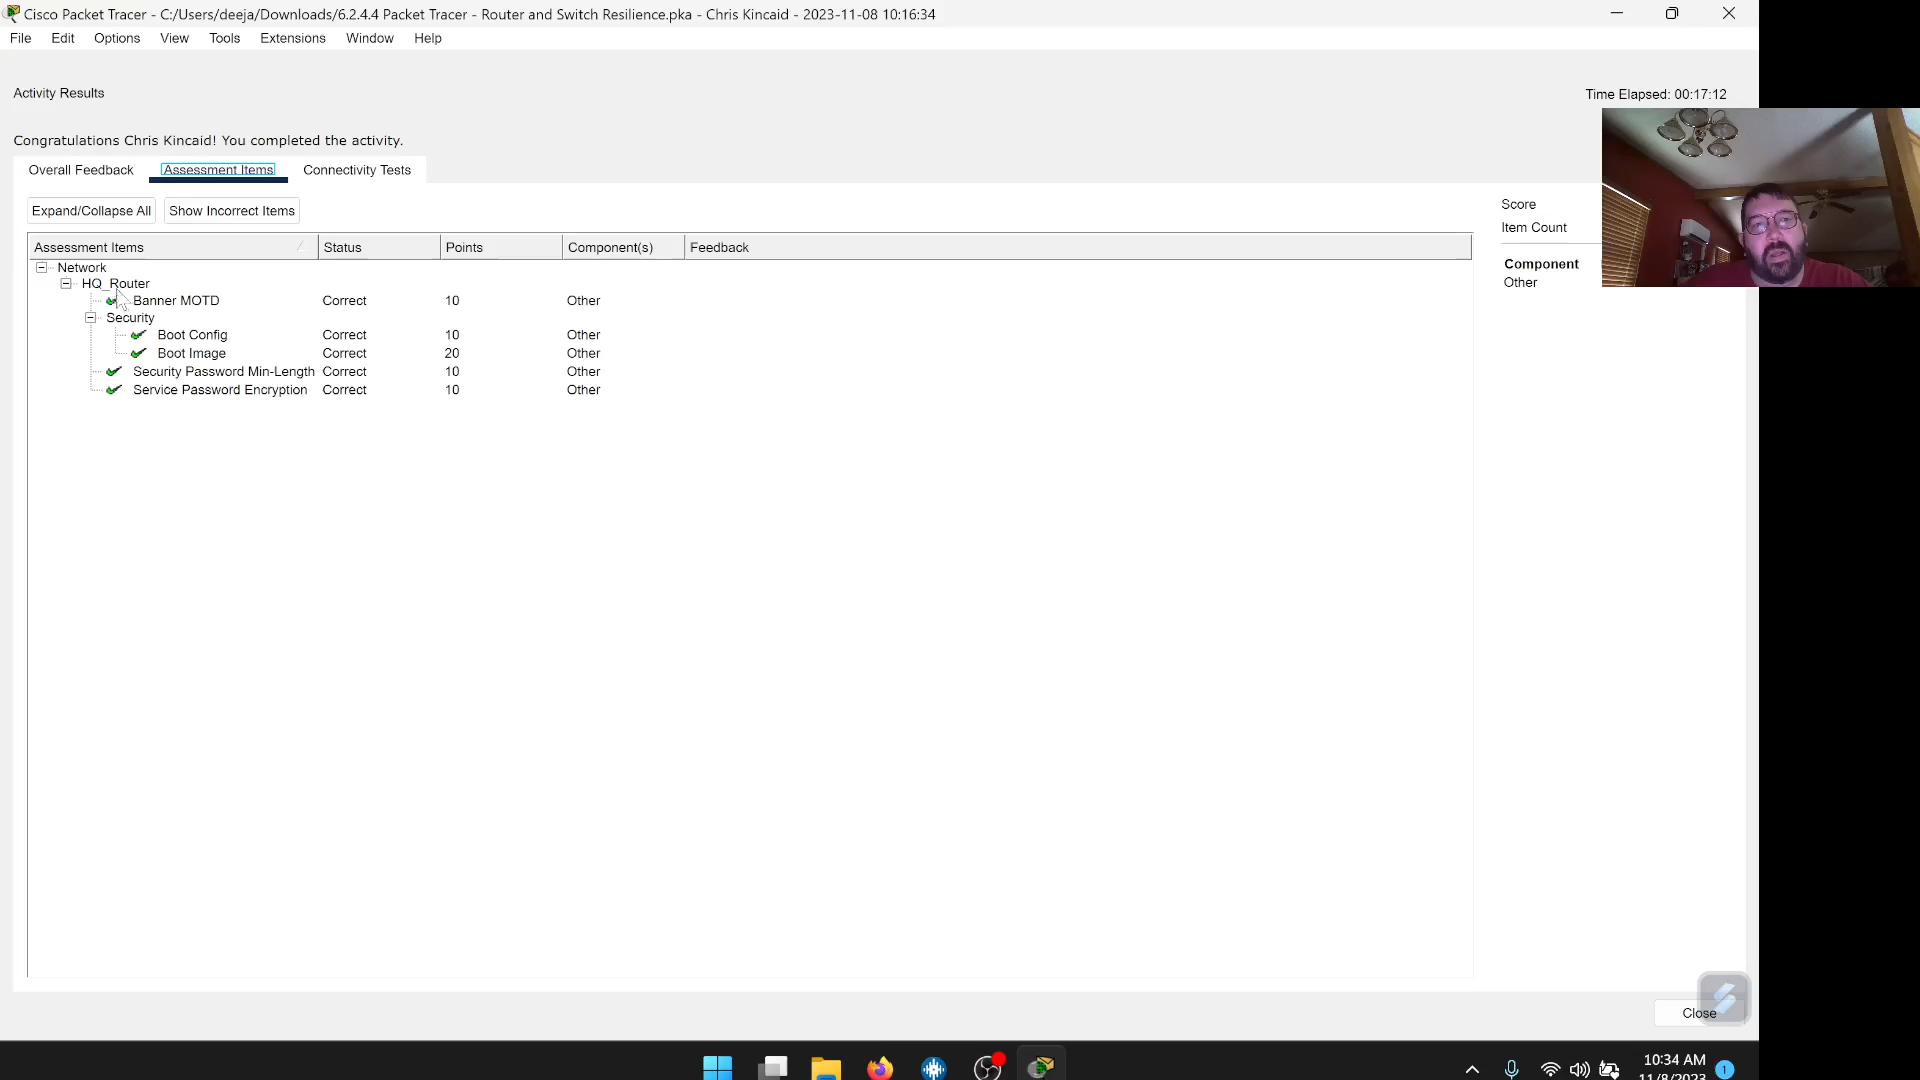 Cisco Packet Tracer - C:/Users/deeja/Downloads/6.2.4.4 Packet Tracer - Router and Switch Resilience.pka - Chris Kincaid - 2023-11-08 10:16:34
File Edit Options View Tools Extensions Window Help
Activity Results
Time Elapsed: 00:17:12
Congratulations Chris Kincaid! You completed the activity.
Overall Feedback Assessment Items Connectivity Tests
Expand/Collapse All Show Incorrect Items
Score
Item Count
Component
Other
Assessment Items Status Points Component(s) Feedback
Network
HQ_Router
Banner MOTD Correct 10 Other
Security
Boot Config Correct 10 Other
Boot Image Correct 20 Other
Security Password Min-Length Correct 10 Other
Service Password Encryption Correct 10 Other
Close
10:34 AM
11/8/2023
1